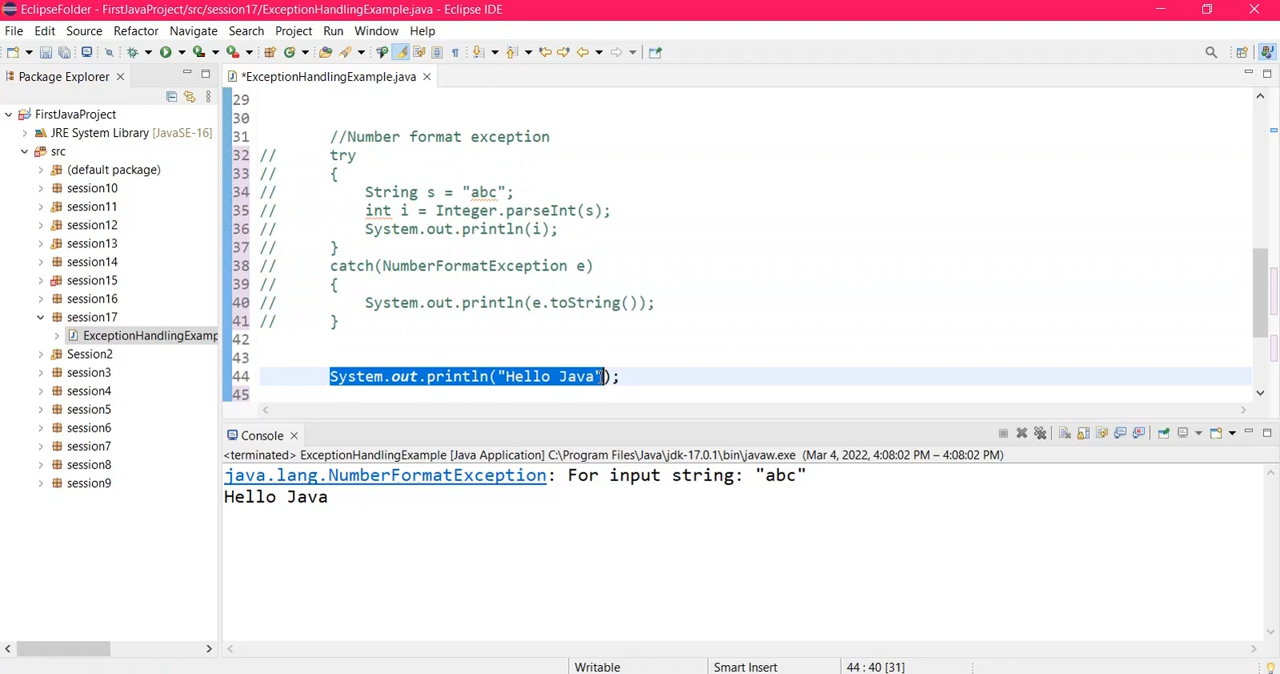 EclipseFolder - FirstJavaProject/src/session17/ExceptionHandlingExample.java - Eclipse IDE
File Edit Source Refactor Navigate Search Project Run Window Help
Package Explorer
*ExceptionHandlingExample.java
FirstJavaProject
JRE System Library [JavaSE-16]
src
(default package)
session10
session11
session12
session13
session14
session15
session16
session17
ExceptionHandlingExamp
Session2
session3
session4
session5
session6
session7
session8
session9
29
30
31 //Number format exception
32 // try
33 // {
34 // String s = "abc";
35 // int i = Integer.parseInt(s);
36 // System.out.println(i);
37 // }
38 // catch(NumberFormatException e)
39 // {
40 // System.out.println(e.toString());
41 // }
42
43
44 System.out.println("Hello Java");
45
Console
<terminated> ExceptionHandlingExample [Java Application] C:\Program Files\Java\jdk-17.0.1\bin\javaw.exe (Mar 4, 2022, 4:08:02 PM – 4:08:02 PM)
java.lang.NumberFormatException: For input string: "abc"
Hello Java
Writable Smart Insert 44 : 40 [31]